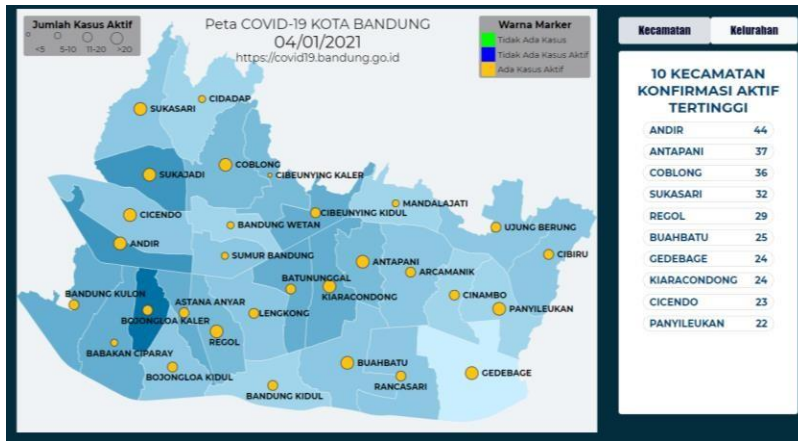 Jumlah Kasus Aktif
<5 5-10 11-20 >20
Peta COVID-19 KOTA BANDUNG
04/01/2021
https://covid19.bandung.go.id
Warna Marker
Tidak Ada Kasus
Tidak Ada Kasus Aktif
Ada Kasus Aktif
CIDADAP
SUKASARI
COBLONG
SUKAJADI
CIBEUNYING KALER
MANDALAJATI
CICENDO
CIBEUNYING KIDUL
BANDUNG WETAN
UJUNG BERUNG
ANDIR
SUMUR BANDUNG
ANTAPANI
CIBIRU
ARCAMANIK
BATUNUNGGAL
BANDUNG KULON
ASTANA ANYAR
KIARACONDONG
CINAMBO
PANYILEUKAN
BOJONGLOA KALER
LENGKONG
REGOL
BABAKAN CIPARAY
BUAHBATU
BOJONGLOA KIDUL
RANCASARI
GEDEBAGE
BANDUNG KIDUL
Kecamatan Kelurahan
10 KECAMATAN
KONFIRMASI AKTIF
TERTINGGI
ANDIR 44
ANTAPANI 37
COBLONG 36
SUKASARI 32
REGOL 29
BUAHBATU 25
GEDEBAGE 24
KIARACONDONG 24
CICENDO 23
PANYILEUKAN 22